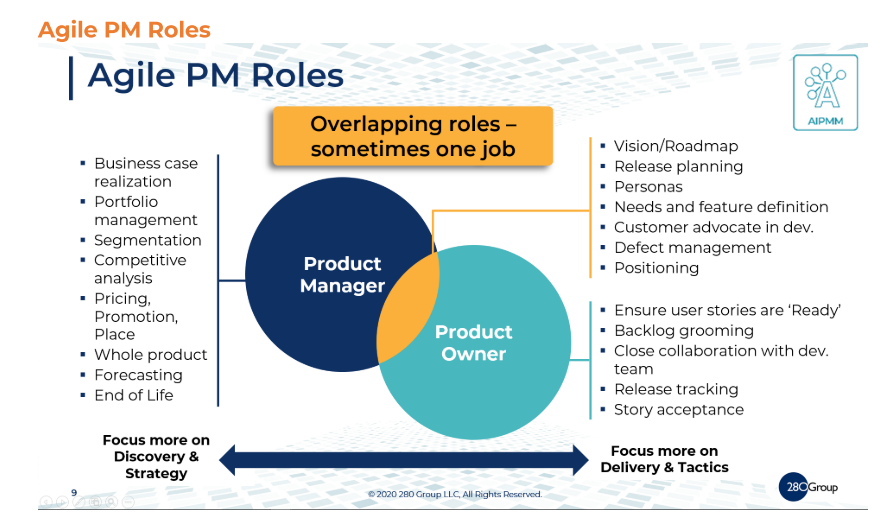 Agile PM Roles
Agile PM Roles
AIPMM
Overlapping roles –
sometimes one job
▪ Business case
realization
▪ Portfolio
management
▪ Segmentation
▪ Competitive
analysis
▪ Pricing,
Promotion,
Place
▪ Whole product
▪ Forecasting
▪ End of Life
Product
Manager
Product
Owner
▪ Vision/Roadmap
▪ Release planning
▪ Personas
▪ Needs and feature definition
▪ Customer advocate in dev.
▪ Defect management
▪ Positioning
▪ Ensure user stories are ‘Ready’
▪ Backlog grooming
▪ Close collaboration with dev.
team
▪ Release tracking
▪ Story acceptance
Focus more on
Discovery &
Strategy
Focus more on
Delivery & Tactics
9
© 2020 280 Group LLC, All Rights Reserved.
280Group